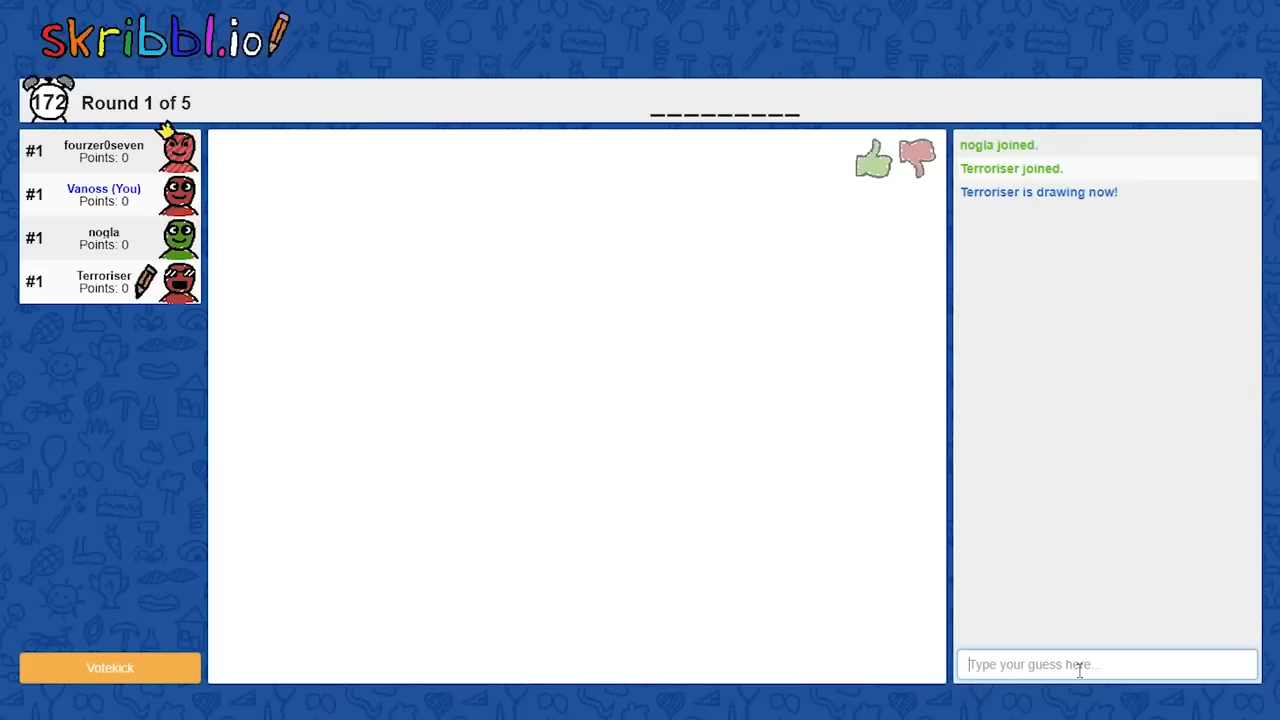 skribbl.io
172
Round 1 of 5
_________
#1
fourzer0seven
Points: 0
#1
Vanoss (You)
Points: 0
#1
nogla
Points: 0
#1
Terroriser
Points: 0
nogla joined.
Terroriser joined.
Terroriser is drawing now!
Votekick
Type your guess here...